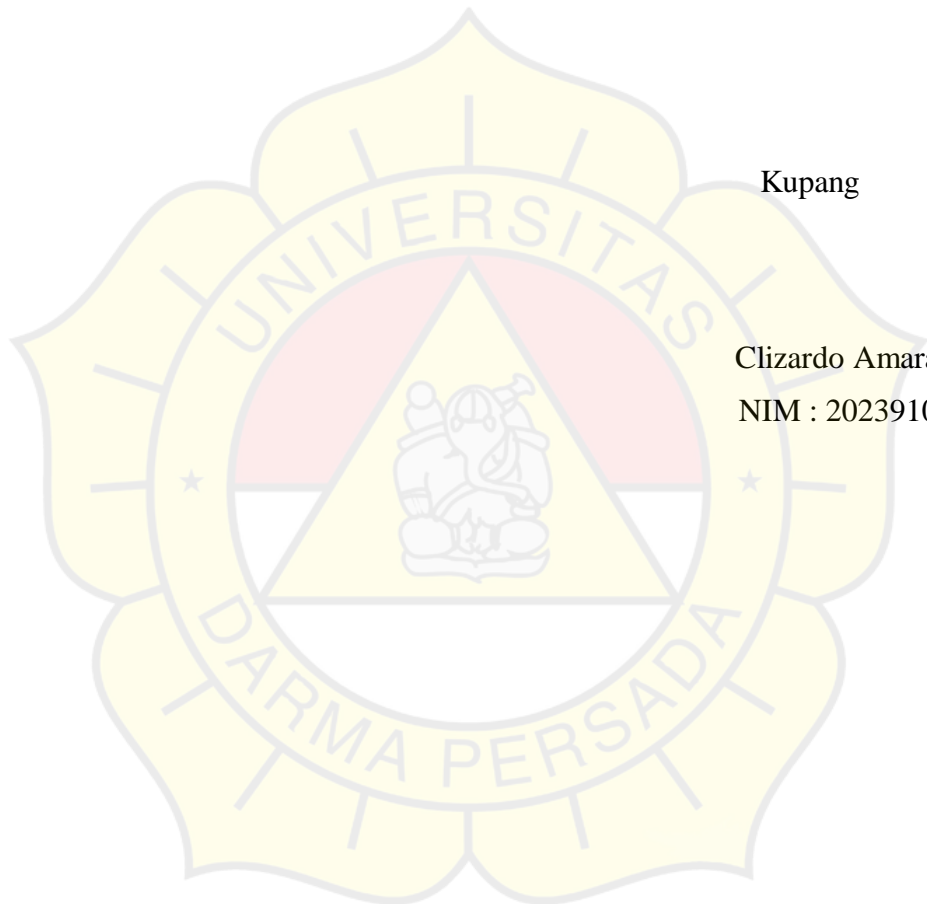 Kupang
UNIVERSITAS
Clizardo Amara
NIM : 2023910
DARMA PERSADA